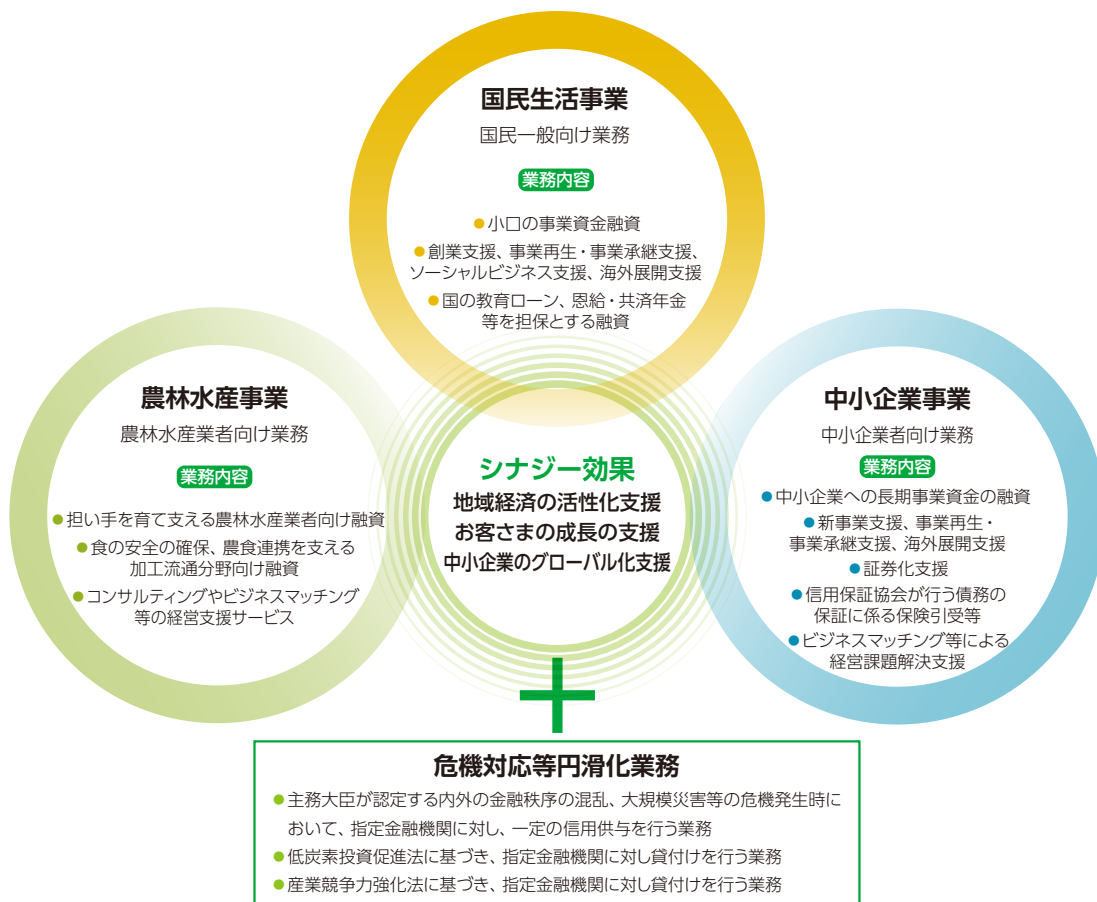 国民生活事業
国民一般向け業務
業務内容
●小口の事業資金融資
●創業支援、事業再生・事業承継支援、
ソーシャルビジネス支援、海外展開支援
●国の教育ローン、恩給・共済年金
等を担保とする融資
農林水産事業
農林水産業者向け業務
業務内容
●担い手を育て支える農林水産業者向け融資
●食の安全の確保、農食連携を支える
加工流通分野向け融資
●コンサルティングやビジネスマッチング
等の経営支援サービス
シナジー効果
地域経済の活性化支援
お客さまの成長の支援
中小企業のグローバル化支援
中小企業事業
中小企業者向け業務
業務内容
●中小企業への長期事業資金の融資
●新事業支援、事業再生・
事業承継支援、海外展開支援
●証券化支援
●信用保証協会が行う債務の
保証に係る保険引受等
●ビジネスマッチング等による
経営課題解決支援
危機対応等円滑化業務
●主務大臣が認定する内外の金融秩序の混乱、大規模災害等の危機発生時に
おいて、指定金融機関に対し、一定の信用供与を行う業務
●低炭素投資促進法に基づき、指定金融機関に対し貸付けを行う業務
●産業競争力強化法に基づき、指定金融機関に対し貸付けを行う業務